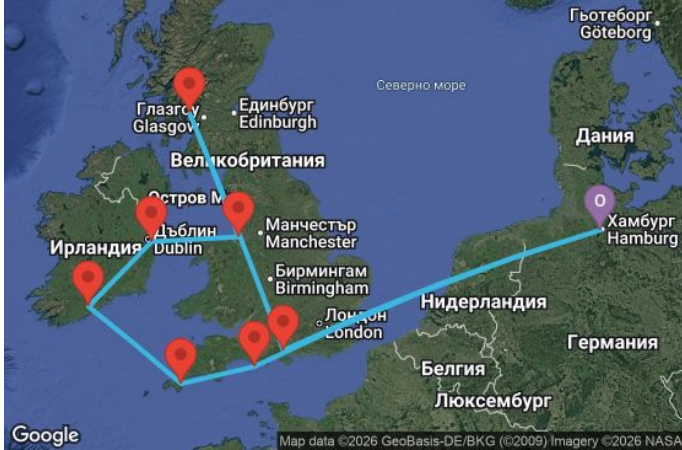 Гьотеборг
Göteborg
Северно море
Глазгоу
Glasgow
Единбург
Edinburgh
Дания
Великобритания
Остров М
Хамбург
Hamburg
Дъблин
Dublin
Ирландия
Манчестър
Manchester
Бирмингам
Birmingham
Нидерландия
Лондон
London
Германия
Белгия
Люксембург
Google
Map data ©2026 GeoBasis-DE/BKG (©2009) Imagery ©2026 NASA